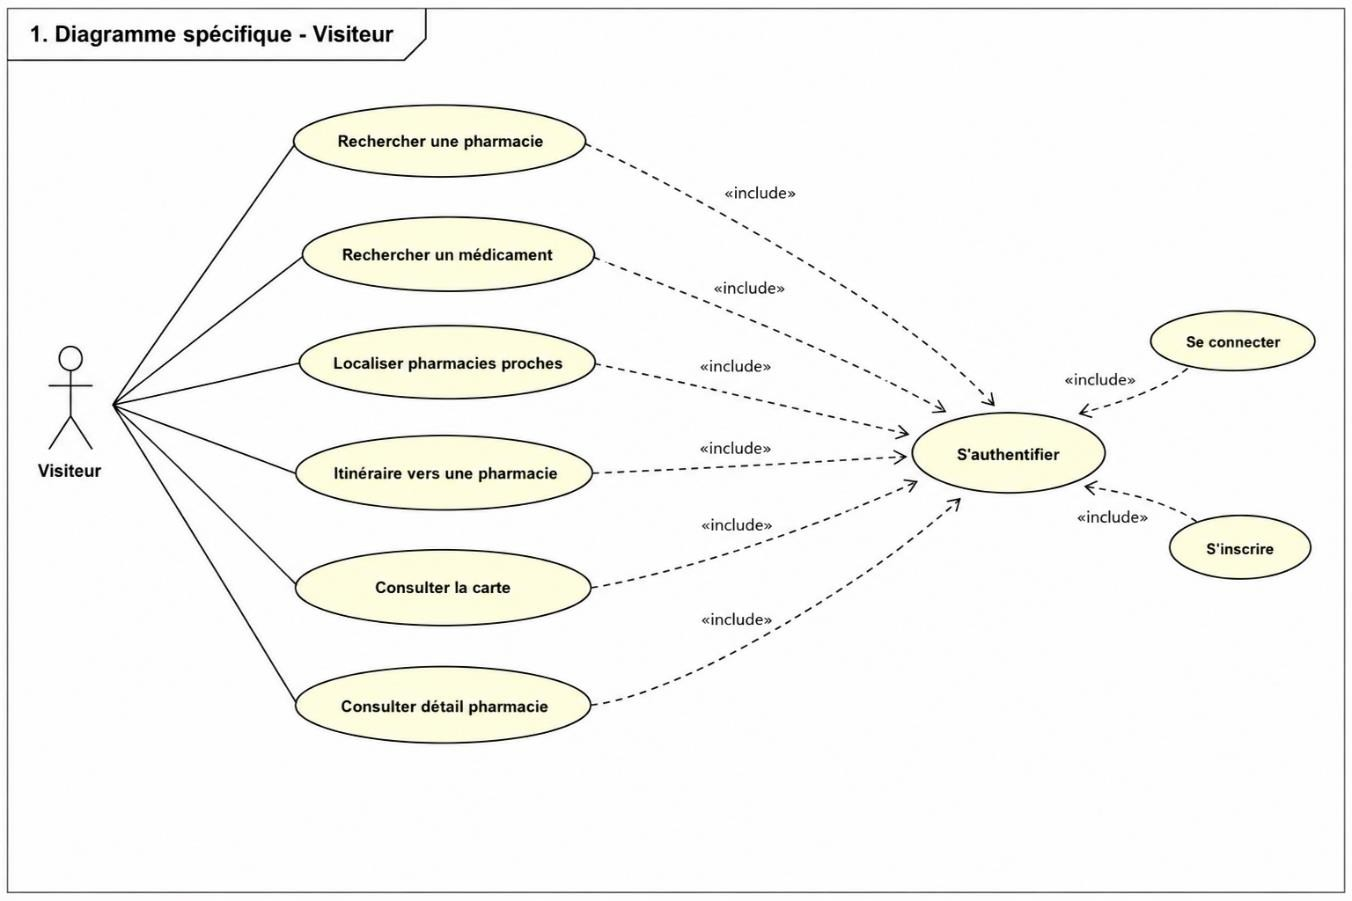 1. Diagramme spécifique - Visiteur
Rechercher une pharmacie
«include»
Rechercher un médicament
«include»
Se connecter
Localiser pharmacies proches
«include»
«include»
«include»
S'authentifier
Visiteur
Itinéraire vers une pharmacie
«include»
«include»
S'inscrire
Consulter la carte
«include»
Consulter détail pharmacie